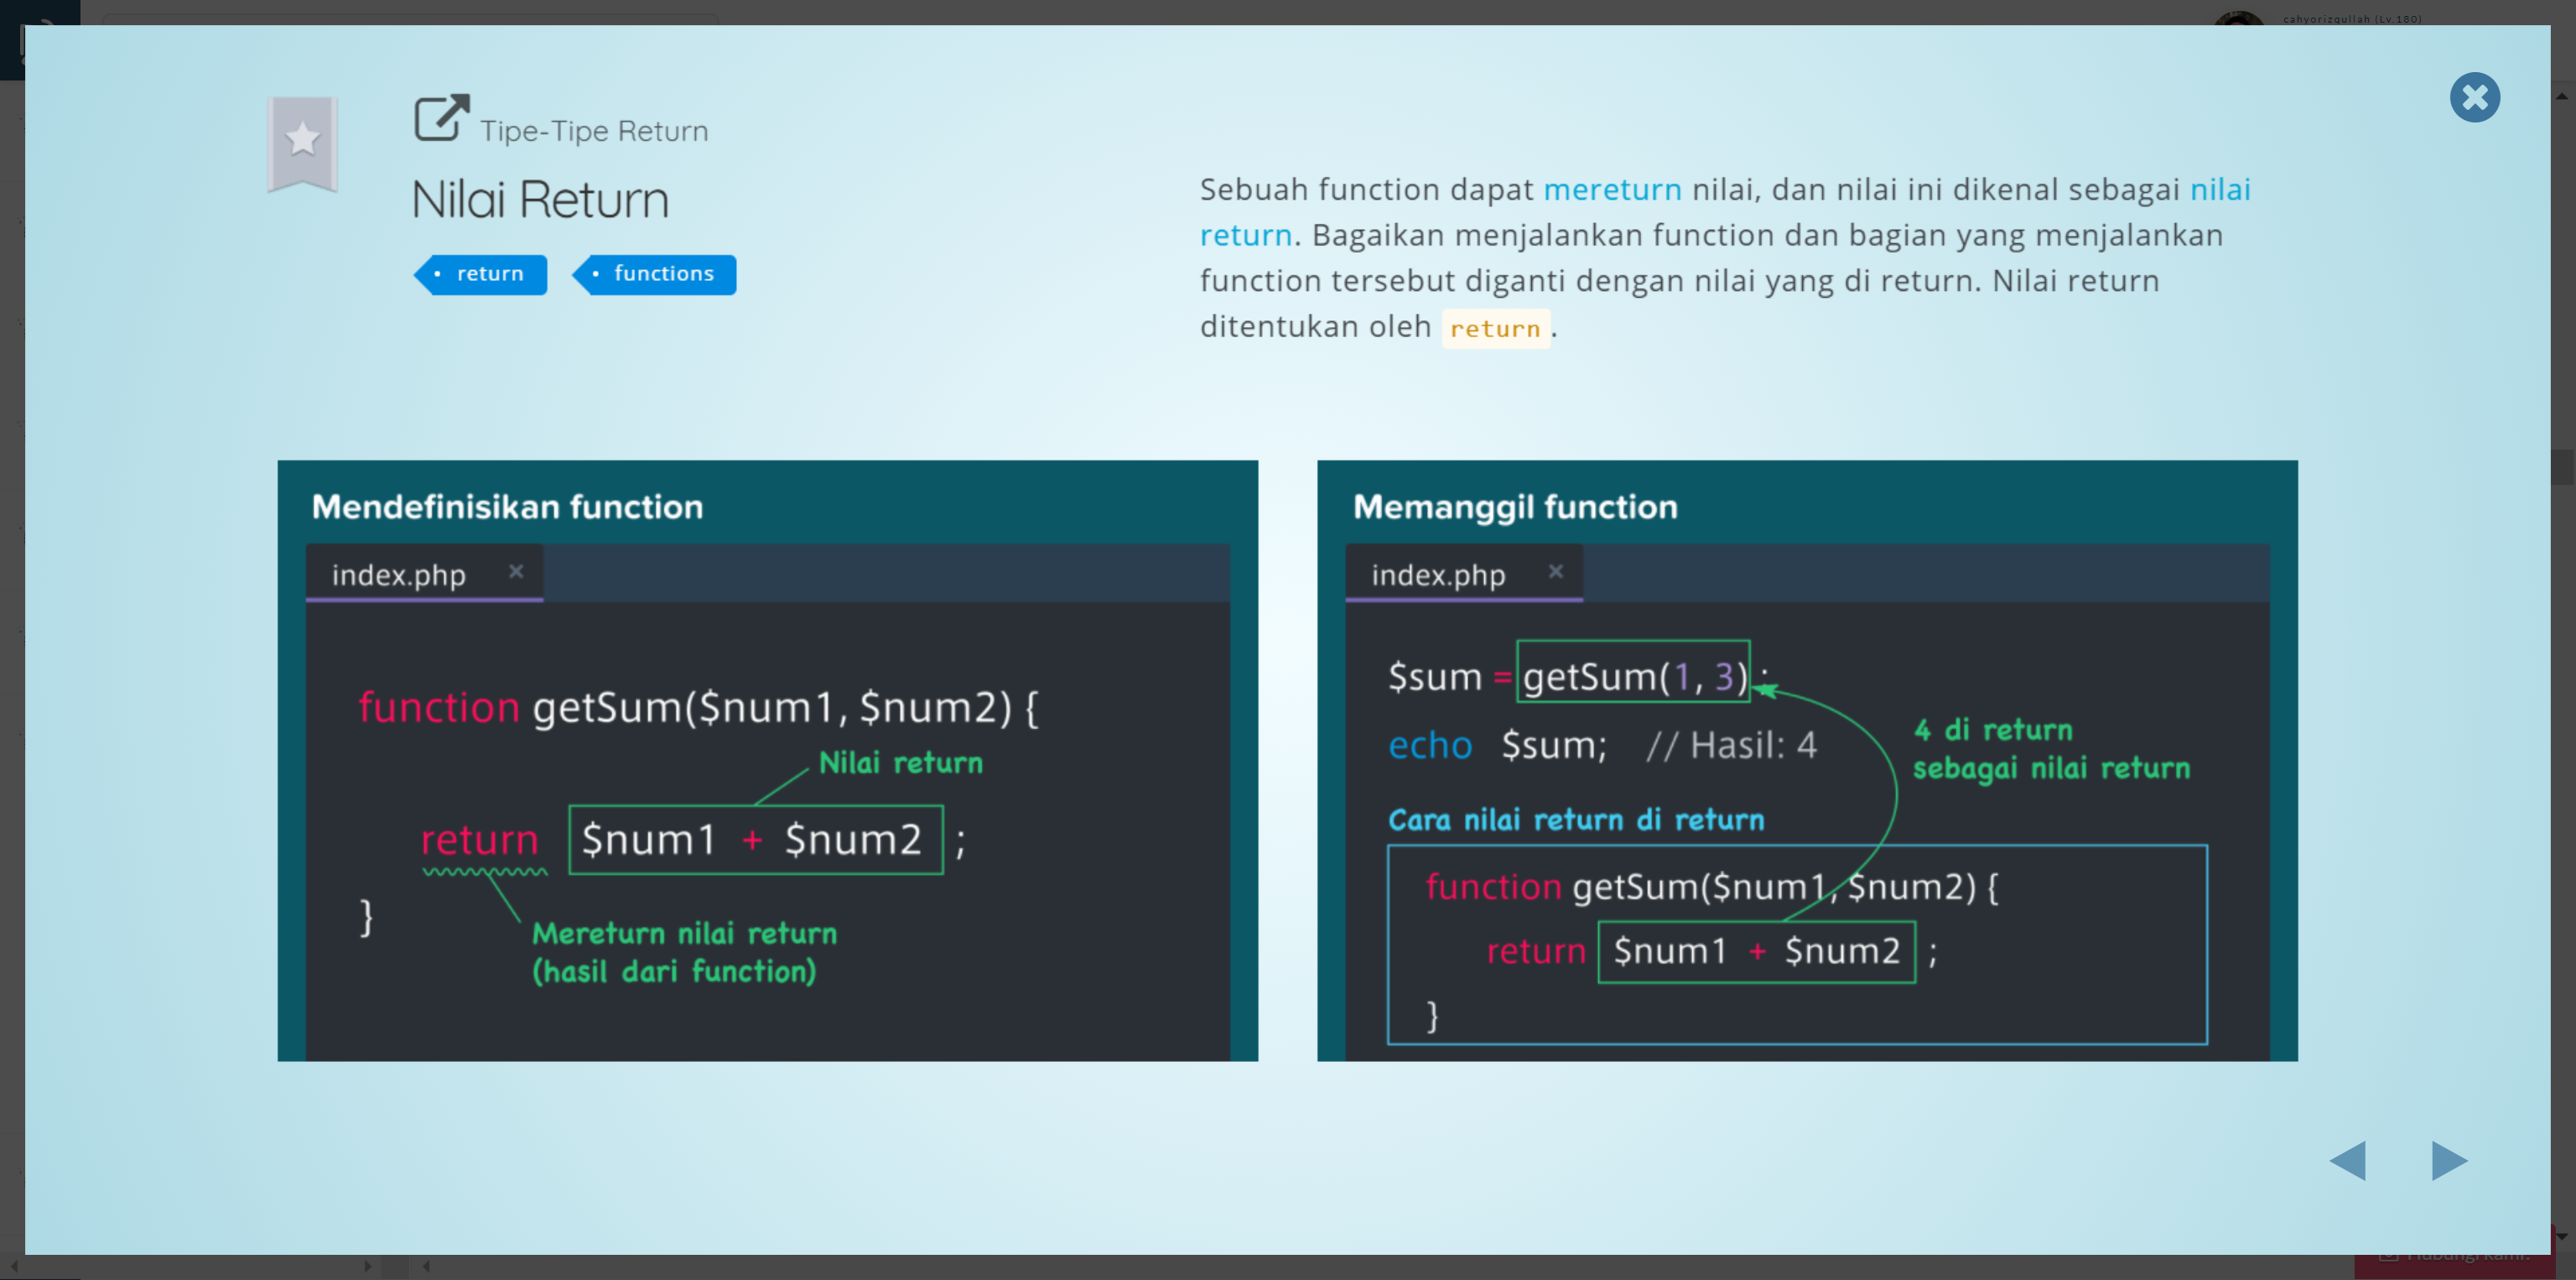 cahyorizqullah (Lv.180)
Tipe-Tipe Return
Nilai Return
return
functions
Sebuah function dapat mereturn nilai, dan nilai ini dikenal sebagai nilai
return. Bagaikan menjalankan function dan bagian yang menjalankan
function tersebut diganti dengan nilai yang di return. Nilai return
ditentukan oleh return.
Mendefinisikan function
index.php ×
function getSum($num1, $num2) {
Nilai return
return $num1 + $num2 ;
}
Mereturn nilai return
(hasil dari function)
Memanggil function
index.php ×
$sum = getSum(1, 3) ;
echo $sum; // Hasil: 4
4 di return
sebagai nilai return
Cara nilai return di return
function getSum($num1, $num2) {
return $num1 + $num2 ;
}